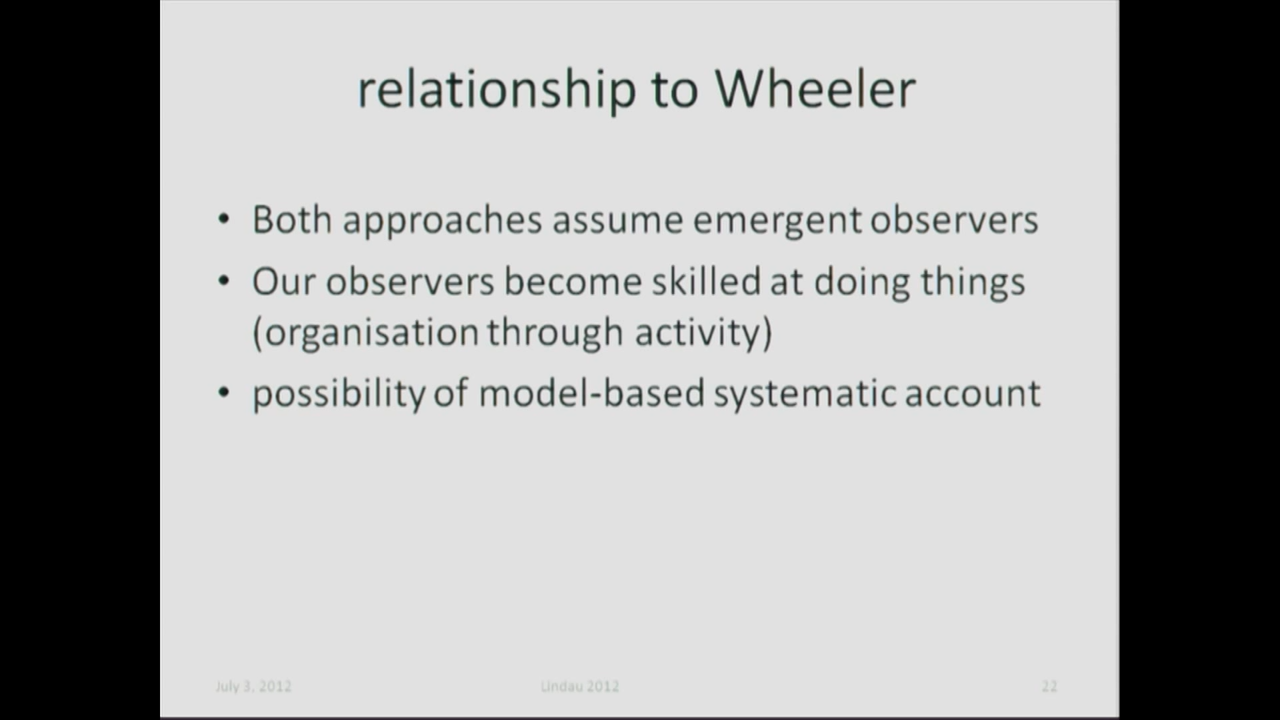 relationship to Wheeler
• Both approaches assume emergent observers
• Our observers become skilled at doing things
(organisation through activity)
• possibility of model-based systematic account
July 3, 2012 Lindau 2012 22